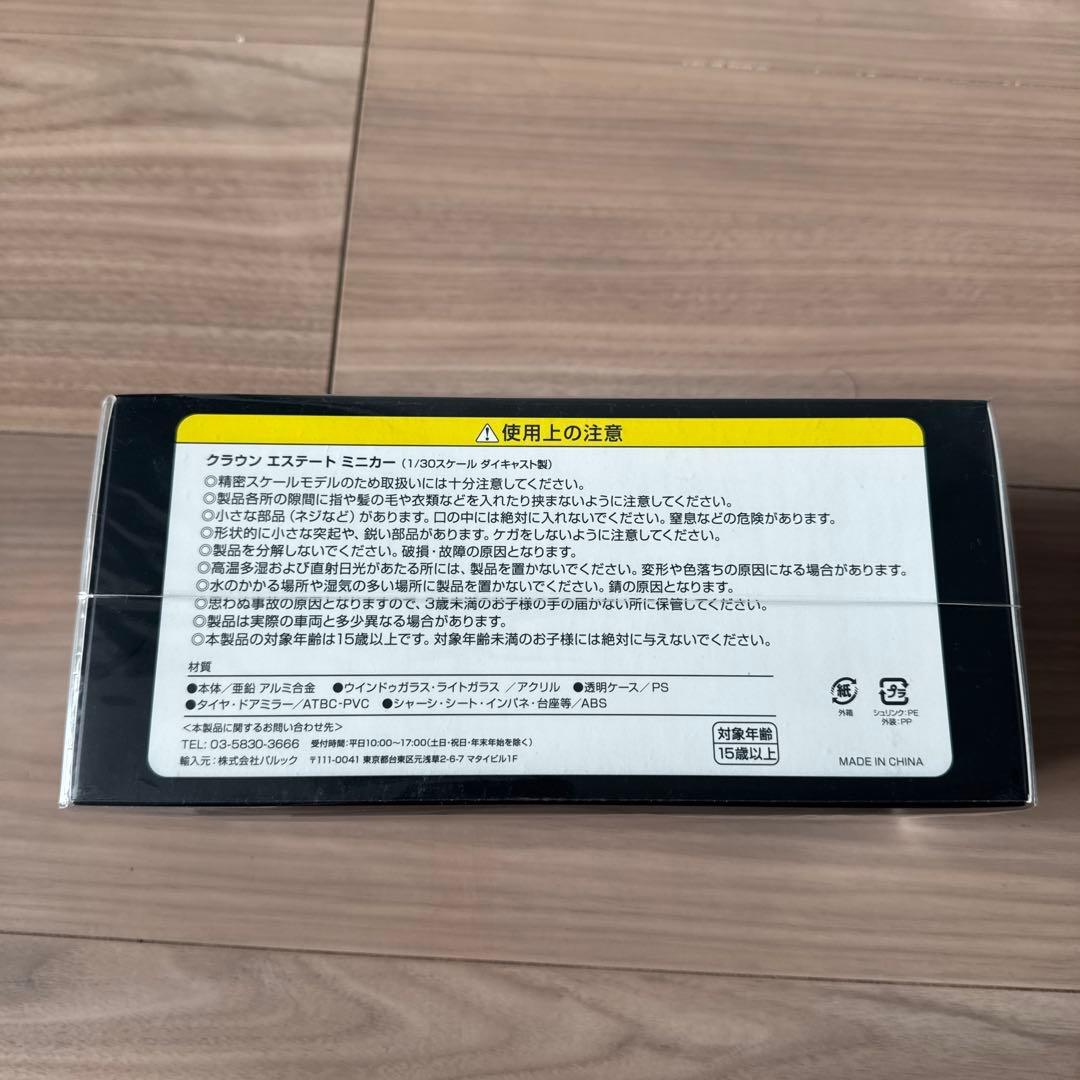 ⚠使用上の注意
クラウン エステート ミニカー (1/30スケール ダイキャスト製)
◎精密スケールモデルのため取扱いには十分注意してください。
◎製品各所の隙間に指や髪の毛や衣類などを入れたり挟まないように注意してください。
◎小さな部品(ネジなど)があります。口の中には絶対に入れないでください。窒息などの危険があります。
◎形状的に小さな突起や、鋭い部品があります。ケガをしないように注意してください。
◎製品を分解しないでください。破損・故障の原因となります。
◎高温多湿および直射日光があたる所には、製品を置かないでください。変形や色落ちの原因になる場合があります。
◎水のかかる場所や湿気の多い場所に製品を置かないでください。錆の原因となります。
◎思わぬ事故の原因となりますので、3歳未満のお子様の手の届かない所に保管してください。
◎製品は実際の車両と多少異なる場合があります。
◎本製品の対象年齢は15歳以上です。対象年齢未満のお子様には絶対に与えないでください。
材質
●本体/亜鉛 アルミ合金 ●ウインドゥガラス・ライトガラス /アクリル ●透明ケース/PS
●タイヤ・ドアミラー/ATBC-PVC ●シャーシ・シート・インパネ・台座等/ABS
<本製品に関するお問い合わせ先>
TEL: 03-5830-3666 受付時間:平日10:00~17:00(土日・祝日・年末年始を除く)
輸入元:株式会社バルック 〒111-0041 東京都台東区元浅草2-6-7 マタイビル1F
対象年齢
15歳以上
紙
外箱
プラ
シュリンク:PE
外装:PP
MADE IN CHINA